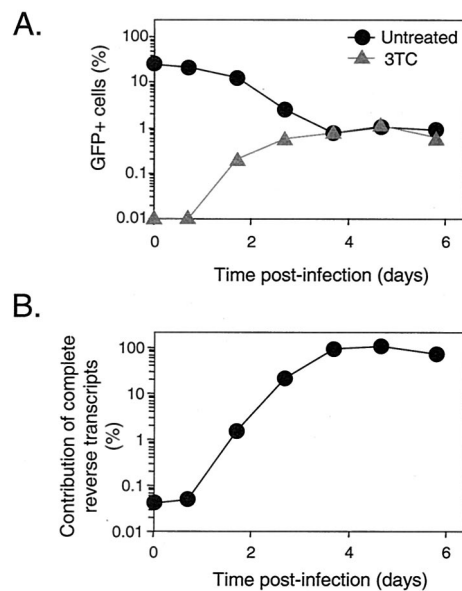 A.
Untreated
3TC
GFP+ cells (%)
100
10
1
0.1
0.01
0 2 4 6
Time post-infection (days)
B.
Contribution of complete
reverse transcripts
(%)
100
10
1
0.1
0.01
0 2 4 6
Time post-infection (days)